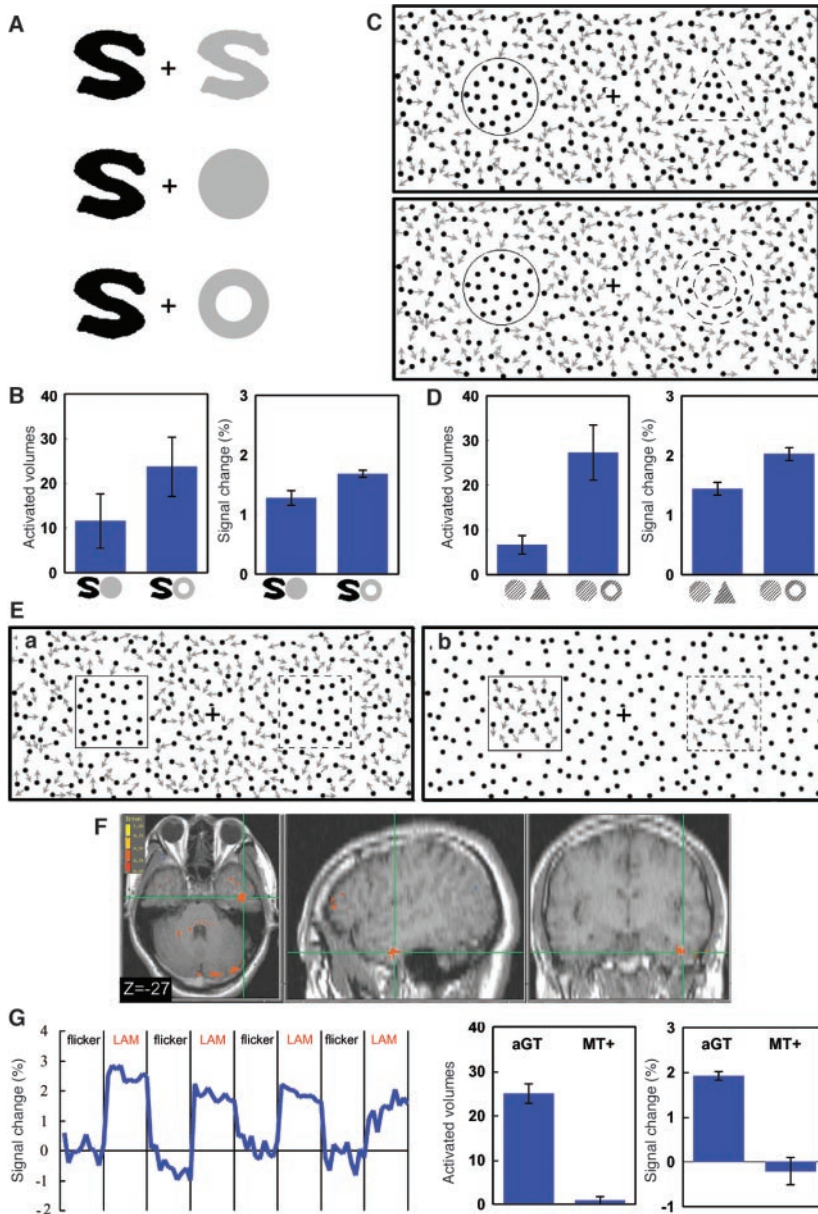 A
S + S
S +
S +
C
+
+
B
Activated volumes
40
30
20
10
0
S S
Signal change (%)
3
2
1
0
S S
D
Activated volumes
40
30
20
10
0
Signal change (%)
3
2
1
0
E
a
+
b
+
F
Z=-27
G
Signal change (%)
4
3
2
1
0
-1
-2
flicker LAM flicker LAM flicker LAM flicker LAM
Activated volumes
40
30
20
10
0
aGT MT+
Signal change (%)
3
2
1
0
-1
aGT MT+